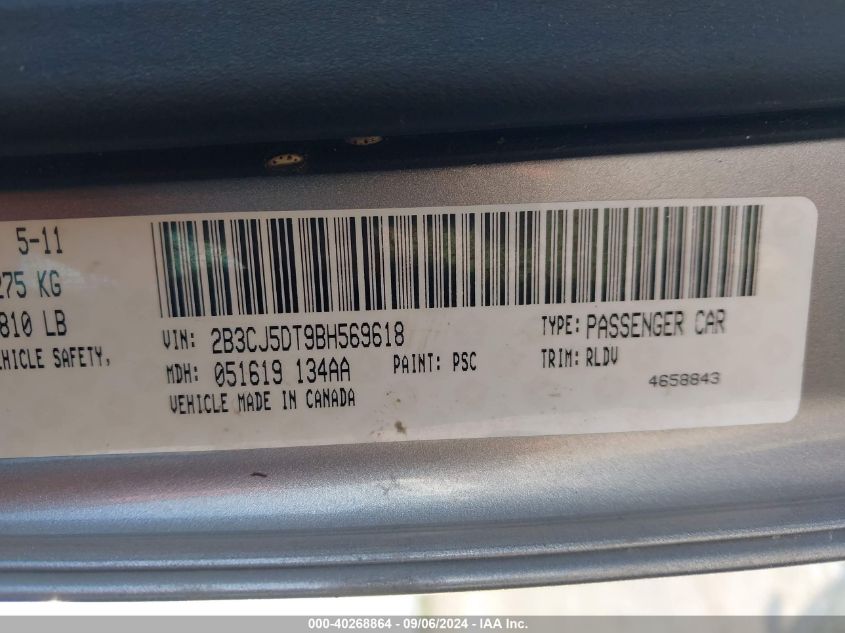 5-11
275 KG
810 LB
EHICLE SAFETY,
VIN: 2B3CJ5DT9BH569618
TYPE: PASSENGER CAR
MDH: 051619 134AA
PAINT: PSC
TRIM: RLDV
4658843
VEHICLE MADE IN CANADA
000-40268864 - 09/06/2024 - IAA Inc.